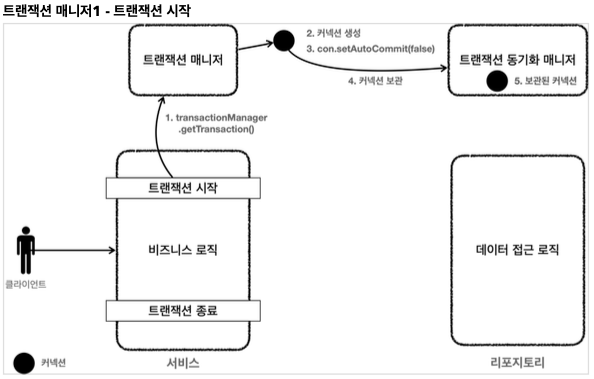 트랜잭션 매니저1 - 트랜잭션 시작
트랜잭션 매니저
2. 커넥션 생성
3. con.setAutoCommit(false)
4. 커넥션 보관
트랜잭션 동기화 매니저
5. 보관된 커넥션
1. transactionManager
.getTransaction()
트랜잭션 시작
비즈니스 로직
데이터 접근 로직
클라이언트
트랜잭션 종료
커넥션
서비스
리포지토리